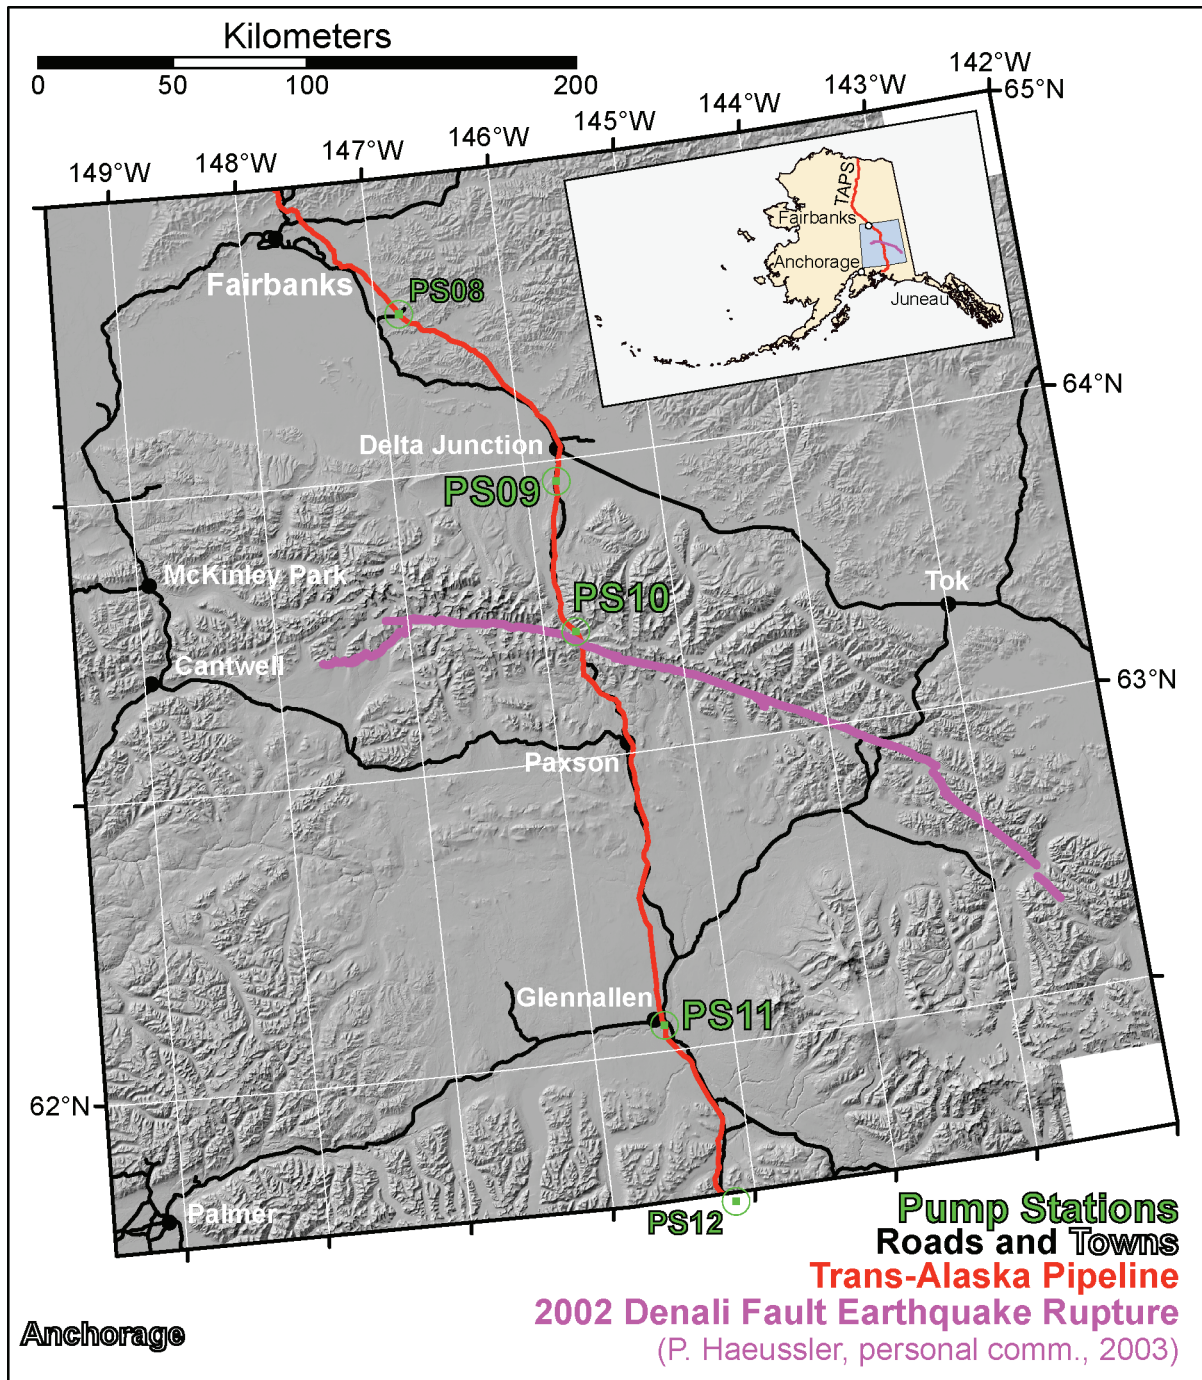 Kilometers
0 50 100 200
149°W 148°W 147°W 146°W 145°W 144°W 143°W 142°W
65°N
TAPS
Fairbanks
Anchorage
Juneau
Fairbanks
PS08
64°N
Delta Junction
PS09
McKinley Park
PS10
Tok
Cantwell
63°N
Paxson
Glennallen
PS11
62°N
Palmer
PS12
Pump Stations
Roads and Towns
Trans-Alaska Pipeline
2002 Denali Fault Earthquake Rupture
(P. Haeussler, personal comm., 2003)
Anchorage